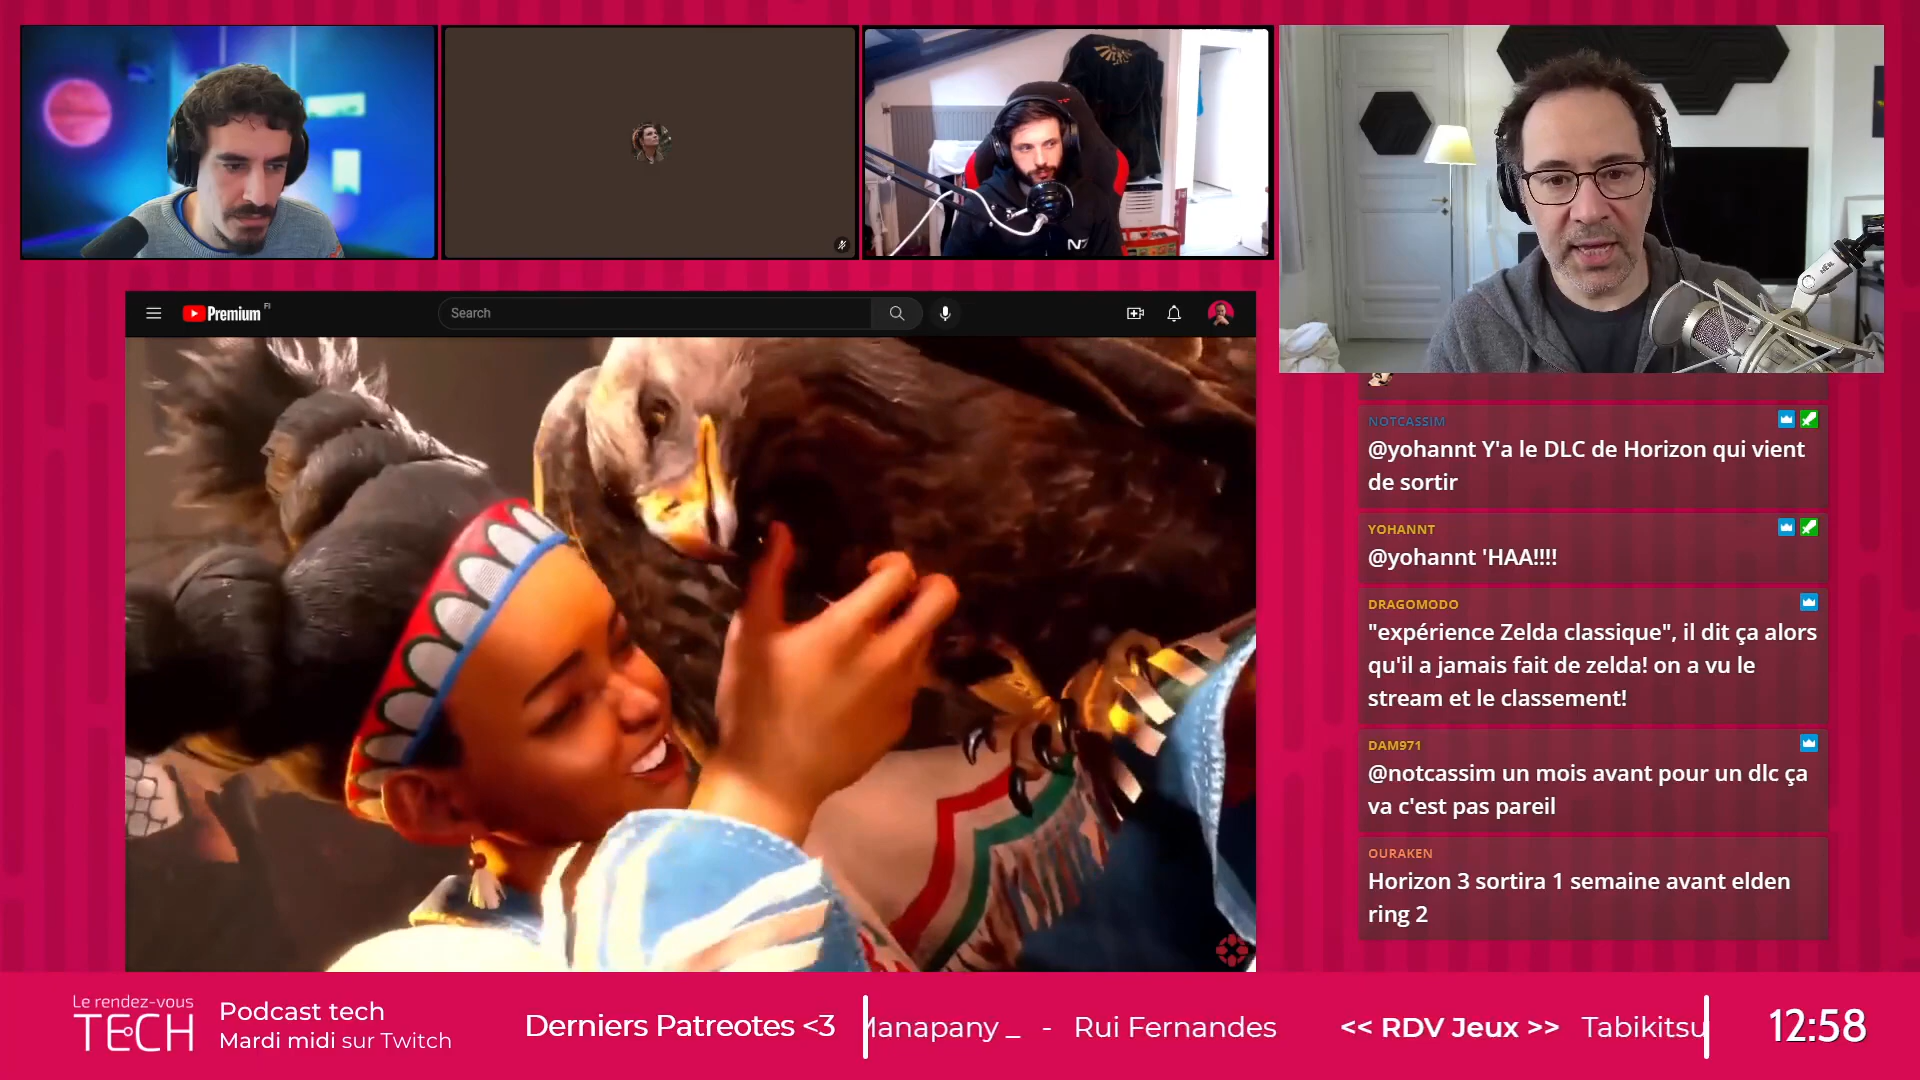 N7
Premium FI
Search
NOTCASSIM
@yohannt Y'a le DLC de Horizon qui vient
de sortir
YOHANNT
@yohannt 'HAA!!!!
DRAGOMODO
"expérience Zelda classique", il dit ça alors
qu'il a jamais fait de zelda! on a vu le
stream et le classement!
DAM971
@notcassim un mois avant pour un dlc ça
va c'est pas pareil
OURAKEN
Horizon 3 sortira 1 semaine avant elden
ring 2
Le rendez-vous
TECH
Podcast tech
Mardi midi sur Twitch
Derniers Patreotes <3
Manapany_ - Rui Fernandes << RDV Jeux >> Tabikitsu
12:58